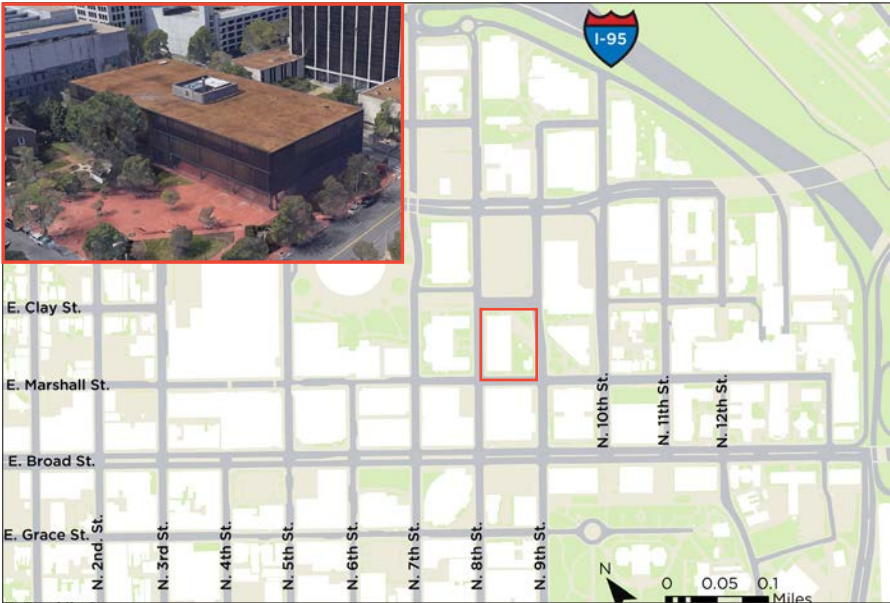 I-95
E. Clay St.
E. Marshall St.
E. Broad St.
E. Grace St.
N. 2nd. St.
N. 3rd St.
N. 4th St.
N. 5th St.
N. 6th St.
N. 7th St.
N. 8th St.
N. 9th St.
N. 10th St.
N. 11th St.
N. 12th St.
N
0 0.05 0.1
Miles